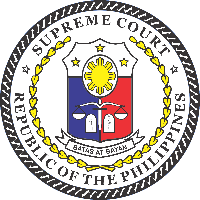 SUPREME COURT
REPUBLIC OF THE PHILIPPINES
BATAS AT BAYAN